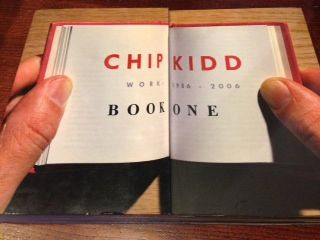 CHIP KIDD
WORK: 1986 - 2006
BOOK ONE